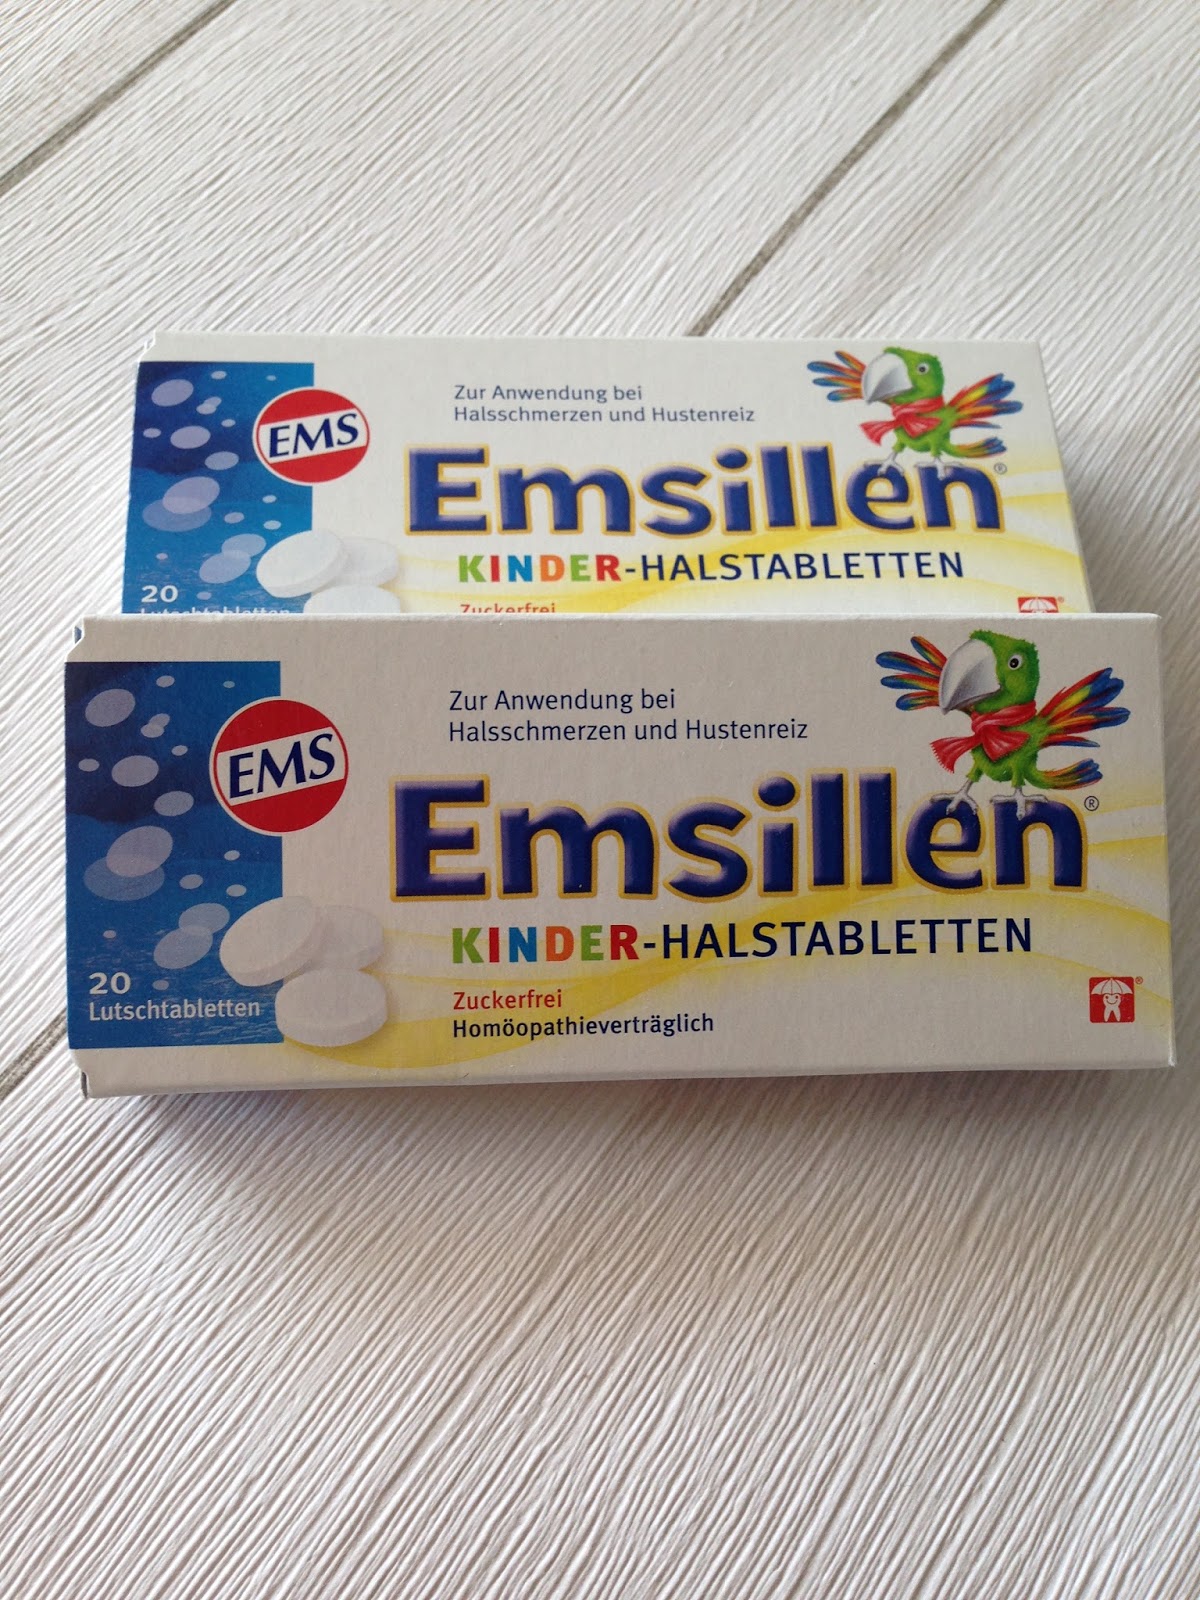 Zur Anwendung bei
Halsschmerzen und Hustenreiz
EMS
Emsillen®
KINDER-HALSTABLETTEN
20
Lutschtabletten
Zuckerfrei
Zur Anwendung bei
Halsschmerzen und Hustenreiz
EMS
Emsillen®
KINDER-HALSTABLETTEN
20
Lutschtabletten
Zuckerfrei
Homöopathieverträglich